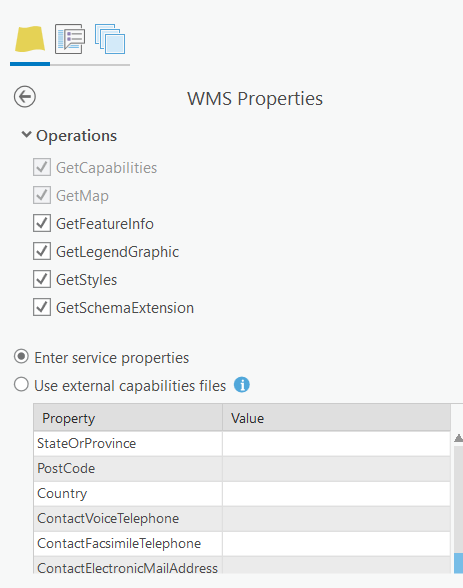 WMS Properties
Operations
GetCapabilities
GetMap
GetFeatureInfo
GetLegendGraphic
GetStyles
GetSchemaExtension
Enter service properties
Use external capabilities files
Property Value
StateOrProvince
PostCode
Country
ContactVoiceTelephone
ContactFacsimileTelephone
ContactElectronicMailAddress